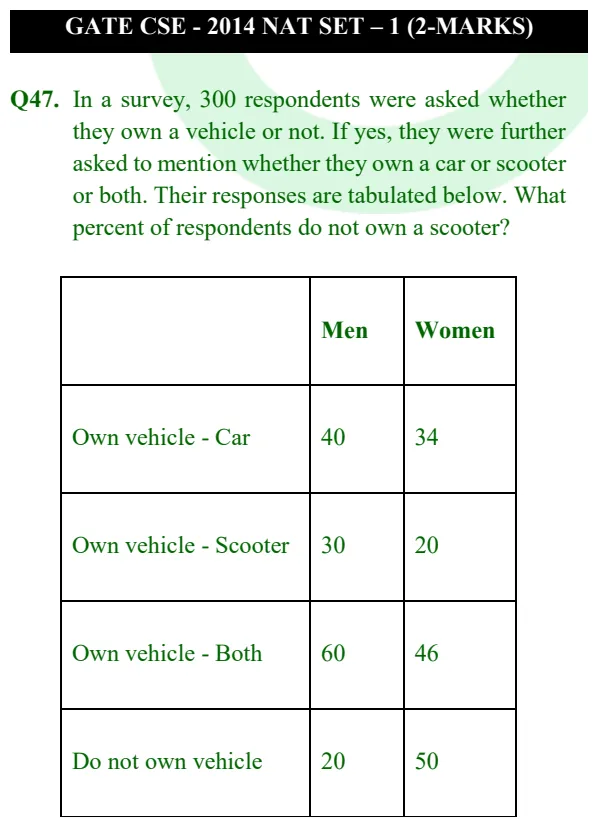 GATE CSE - 2014 NAT SET – 1 (2-MARKS)
Q47. In a survey, 300 respondents were asked whether
they own a vehicle or not. If yes, they were further
asked to mention whether they own a car or scooter
or both. Their responses are tabulated below. What
percent of respondents do not own a scooter?
Men Women
Own vehicle - Car 40 34
Own vehicle - Scooter 30 20
Own vehicle - Both 60 46
Do not own vehicle 20 50